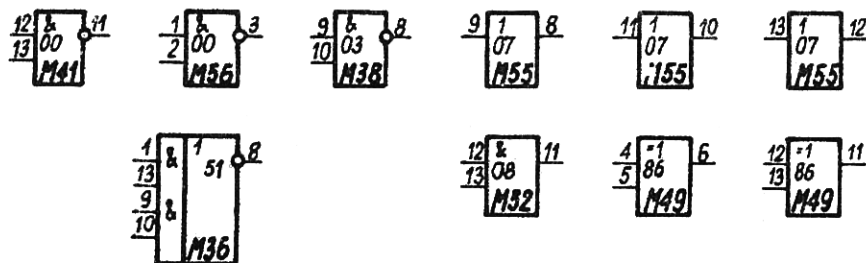 12 & 11
13 00
M41
1 & 3
2 00
M56
9 & 8
10 03
M38
9 1 8
07
M55
11 1 10
07
13 1 12
07
M55
1 & 1 8
13 51
9 &
10
M36
12 & 11
13 08
M52
4 =1 6
5 86
M49
12 =1 11
13 86
M49